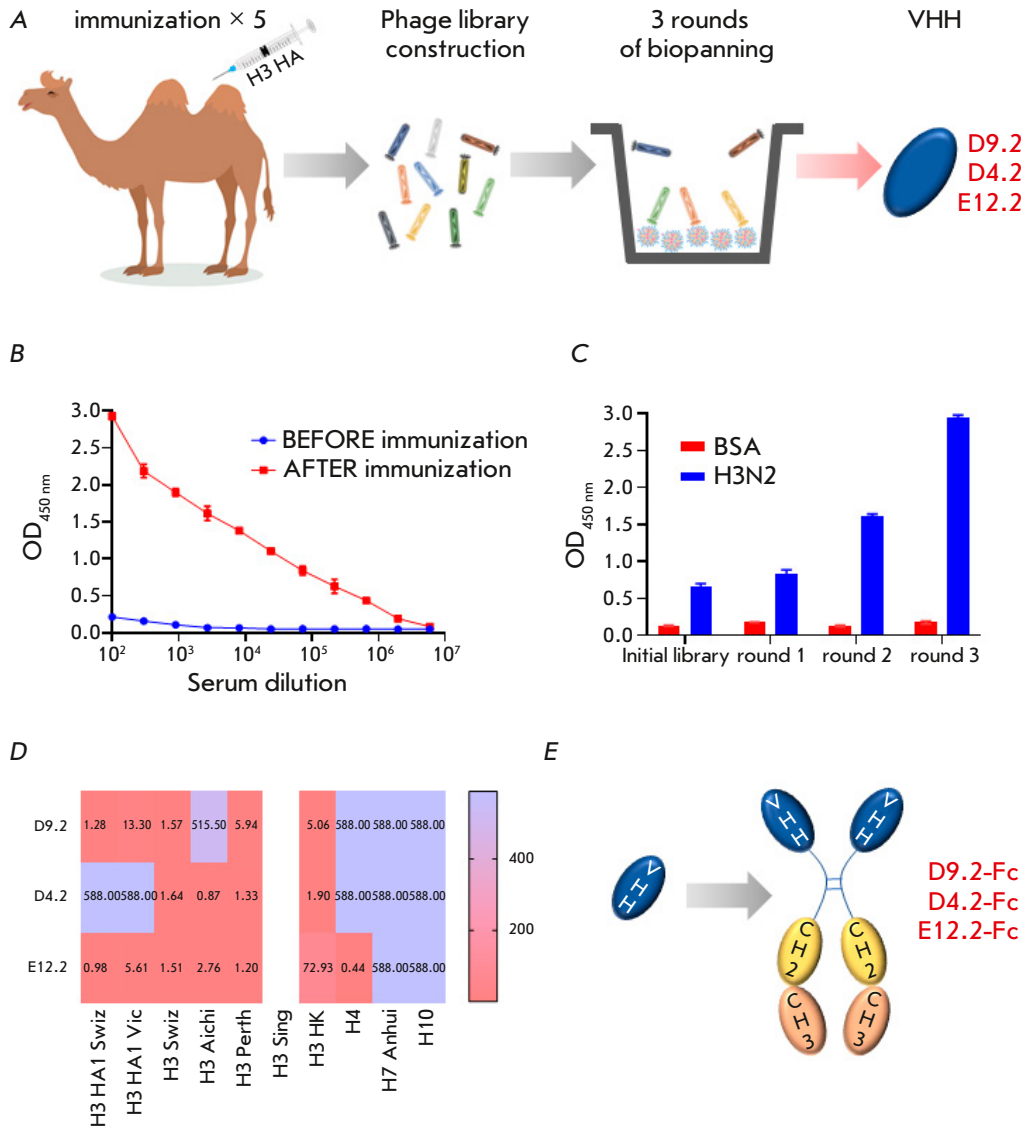 A
immunization × 5
Phage library
construction
3 rounds
of biopanning
VHH
H3 HA
D9.2
D4.2
E12.2
B
OD450 nm
3.0
2.5
2.0
1.5
1.0
0.5
0.0
BEFORE immunization
AFTER immunization
10² 10³ 10⁴ 10⁵ 10⁶ 10⁷
Serum dilution
C
OD450 nm
3.0
2.5
2.0
1.5
1.0
0.5
0.0
BSA
H3N2
Initial library round 1 round 2 round 3
D
D9.2 1.28 13.30 1.57 515.50 5.94 5.06 588.00 588.00 588.00
D4.2 588.00 588.00 1.64 0.87 1.33 1.90 588.00 588.00 588.00
E12.2 0.98 5.61 1.51 2.76 1.20 72.93 0.44 588.00 588.00
H3 HA1 Swiz
H3 HA1 Vic
H3 Swiz
H3 Aichi
H3 Perth
H3 Sing
H3 HK
H4
H7 Anhui
H10
400
200
E
VHH
VHH
VHH
CH2
CH2
CH3
CH3
D9.2-Fc
D4.2-Fc
E12.2-Fc